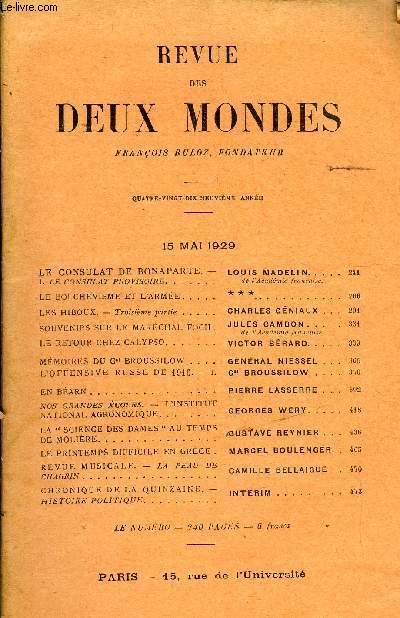 © Le-livre.com
REVUE
DES
DEUX MONDES
FRANÇOIS BULOZ, FONDATEUR
QUATRE-VINGT-DIX-NEUVIÈME ANNÉE
15 MAI 1929
LE CONSULAT DE BONAPARTE. — LOUIS MADELIN.....
I. LE CONSULAT PROVISOIRE... de l'Académie française.
LE BOLCHEVISME ET L'ARMÉE..... ***.....
LES HIBOUX. — Troisième partie..... CHARLES GÉNIAUX...
SOUVENIRS SUR LE MARÉCHAL FOCH. JULES CAMBON.... 334
de l'Académie française
LE RETOUR CHEZ CALYPSO..... VICTOR BÉRARD...
MÉMOIRES DU Gal BROUSSILOW.... GÉNÉRAL NIESSEL..
L'OFFENSIVE RUSSE DE 1916. — I. Gal BROUSSILOW....
EN BÉARN..... PIERRE LASSERRE...
NOS GRANDES ÉCOLES. — L'INSTITUT
NATIONAL AGRONOMIQUE..... GEORGES WERY....
LA "SCIENCE DES DAMES" AU TEMPS
DE MOLIÈRE..... GUSTAVE REYNIER..
LE PRINTEMPS DIFFICILE EN GRÈCE. MARCEL BOULENGER.
REVUE MUSICALE. — LA PEAU DE
CHAGRIN..... CAMILLE BELLAIGUE.
CHRONIQUE DE LA QUINZAINE. —
HISTOIRE POLITIQUE..... INTÉRIM.....
LE NUMÉRO — 240 PAGES — 6 francs
PARIS - 15, rue de l'Université